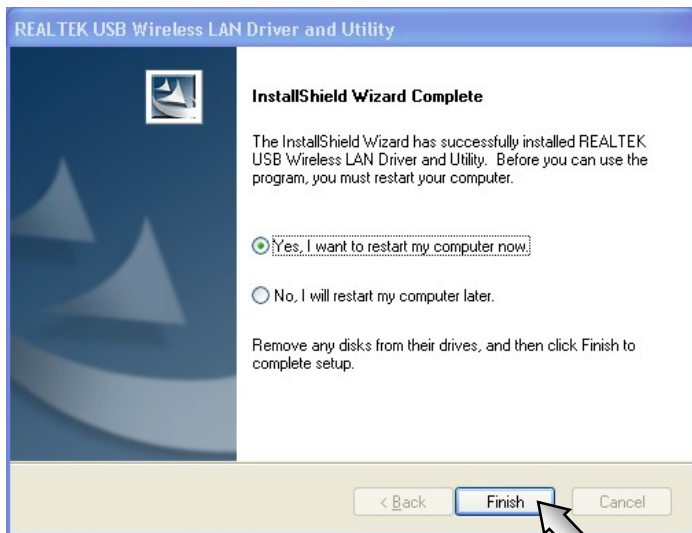 REALTEK USB Wireless LAN Driver and Utility
InstallShield Wizard Complete
The InstallShield Wizard has successfully installed REALTEK
USB Wireless LAN Driver and Utility.  Before you can use the
program, you must restart your computer.
Yes, I want to restart my computer now.
No, I will restart my computer later.
Remove any disks from their drives, and then click Finish to
complete setup.
< Back
Finish
Cancel